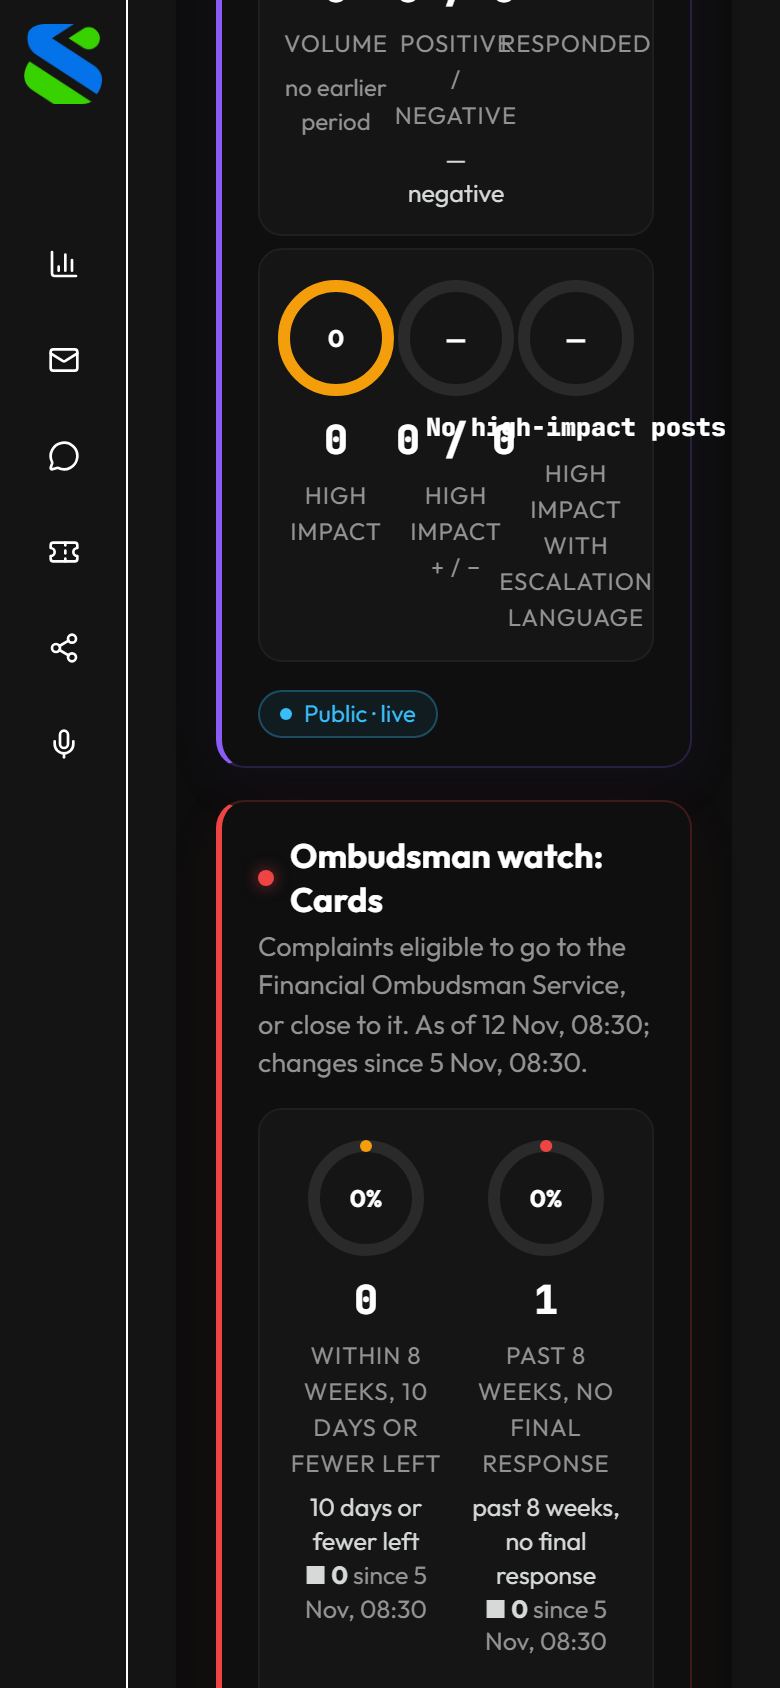 0 0 / 0
VOLUME POSITIVE RESPONDED
/
NEGATIVE
no earlier
period
—
negative
0 – –
0 0 / 0 No high-impact posts
HIGH
IMPACT
HIGH
IMPACT
+ / −
HIGH
IMPACT
WITH
ESCALATION
LANGUAGE
Public · live
Ombudsman watch:
Cards
Complaints eligible to go to the
Financial Ombudsman Service,
or close to it. As of 12 Nov, 08:30;
changes since 5 Nov, 08:30.
0% 0%
0 1
WITHIN 8
WEEKS, 10
DAYS OR
FEWER LEFT
10 days or
fewer left
■ 0 since 5
Nov, 08:30
PAST 8
WEEKS, NO
FINAL
RESPONSE
past 8 weeks,
no final
response
■ 0 since 5
Nov, 08:30